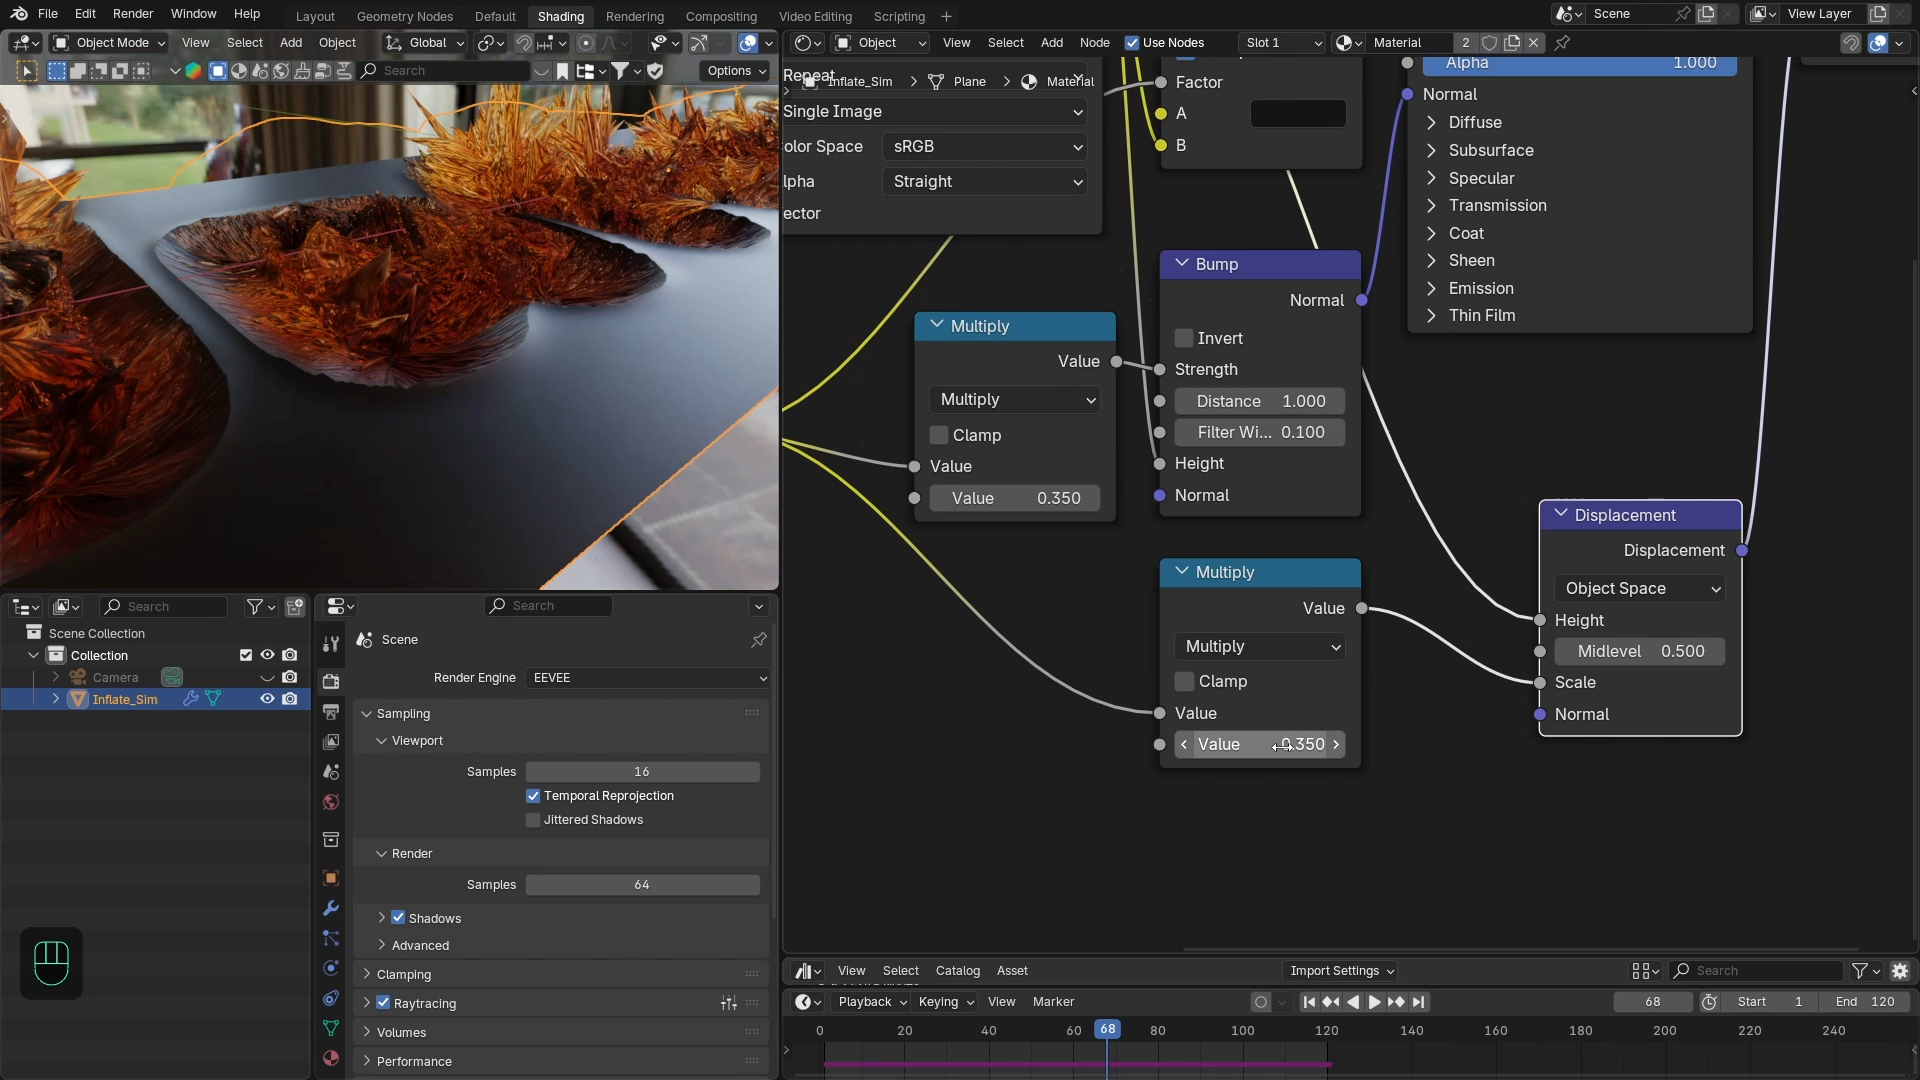 File Edit Render Window Help Layout Geometry Nodes Default Shading Rendering Compositing Video Editing Scripting + Scene View Layer
Object Mode View Select Add Object Global
Search Options
Object View Select Add Node Use Nodes Slot 1 Material 2
Inflate_Sim > Plane > Material
Repeat
Single Image
olor Space sRGB
lpha Straight
ector
Factor
A
B
Alpha 1.000
Normal
Diffuse
Subsurface
Specular
Transmission
Coat
Sheen
Emission
Thin Film
Multiply
Value
Multiply
Clamp
Value
Value 0.350
Bump
Normal
Invert
Strength
Distance 1.000
Filter Wi... 0.100
Height
Normal
Multiply
Value
Multiply
Clamp
Value
Value 0.350
Displacement
Displacement
Object Space
Height
Midlevel 0.500
Scale
Normal
Search
Scene Collection
Collection
Camera
Inflate_Sim
Search
Scene
Render Engine EEVEE
Sampling
Viewport
Samples 16
Temporal Reprojection
Jittered Shadows
Render
Samples 64
Shadows
Advanced
Clamping
Raytracing
Volumes
Performance
View Select Catalog Asset Import Settings Search
Playback Keying View Marker 68 Start 1 End 120
0 20 40 60 68 80 100 120 140 160 180 200 220 240